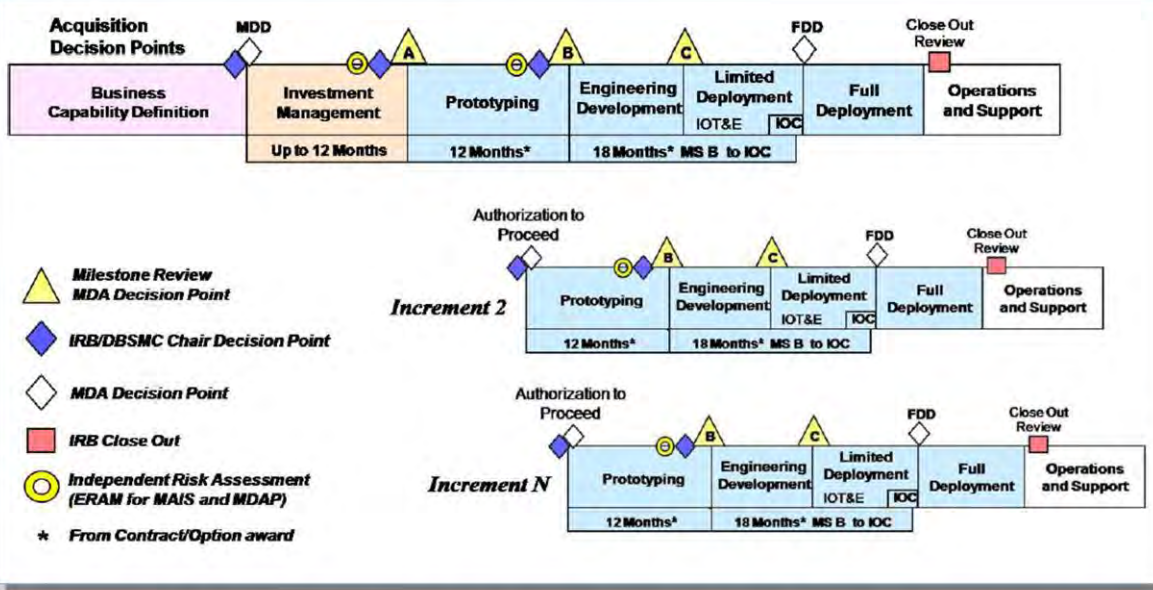 Acquisition
Decision Points
MDD
A
B
C
FDD
Close Out
Review
Business
Capability Definition
Investment
Management
Prototyping
Engineering
Development
Limited
Deployment
IOT&E
IOC
Full
Deployment
Operations
and Support
Up to 12 Months
12 Months*
18 Months* MS B to IOC
Authorization to
Proceed
B
C
FDD
Close Out
Review
Increment 2
Prototyping
Engineering
Development
Limited
Deployment
IOT&E
IOC
Full
Deployment
Operations
and Support
12 Months*
18 Months* MS B to IOC
Milestone Review
MDA Decision Point
IRB/DBSMC Chair Decision Point
MDA Decision Point
IRB Close Out
Independent Risk Assessment
(ERAM for MAIS and MDAP)
* From Contract/Option award
Authorization to
Proceed
B
C
FDD
Close Out
Review
Increment N
Prototyping
Engineering
Development
Limited
Deployment
IOT&E
IOC
Full
Deployment
Operations
and Support
12 Months*
18 Months* MS B to IOC